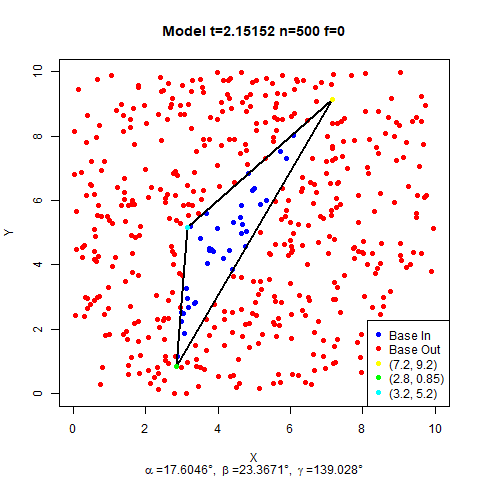 Model t=2.15152 n=500 f=0
10
8
6
4
2
0
Y
Base In
Base Out
(7.2, 9.2)
(2.8, 0.85)
(3.2, 5.2)
0 2 4 6 8 10
X
α=17.6046°, β=23.3671°, γ=139.028°